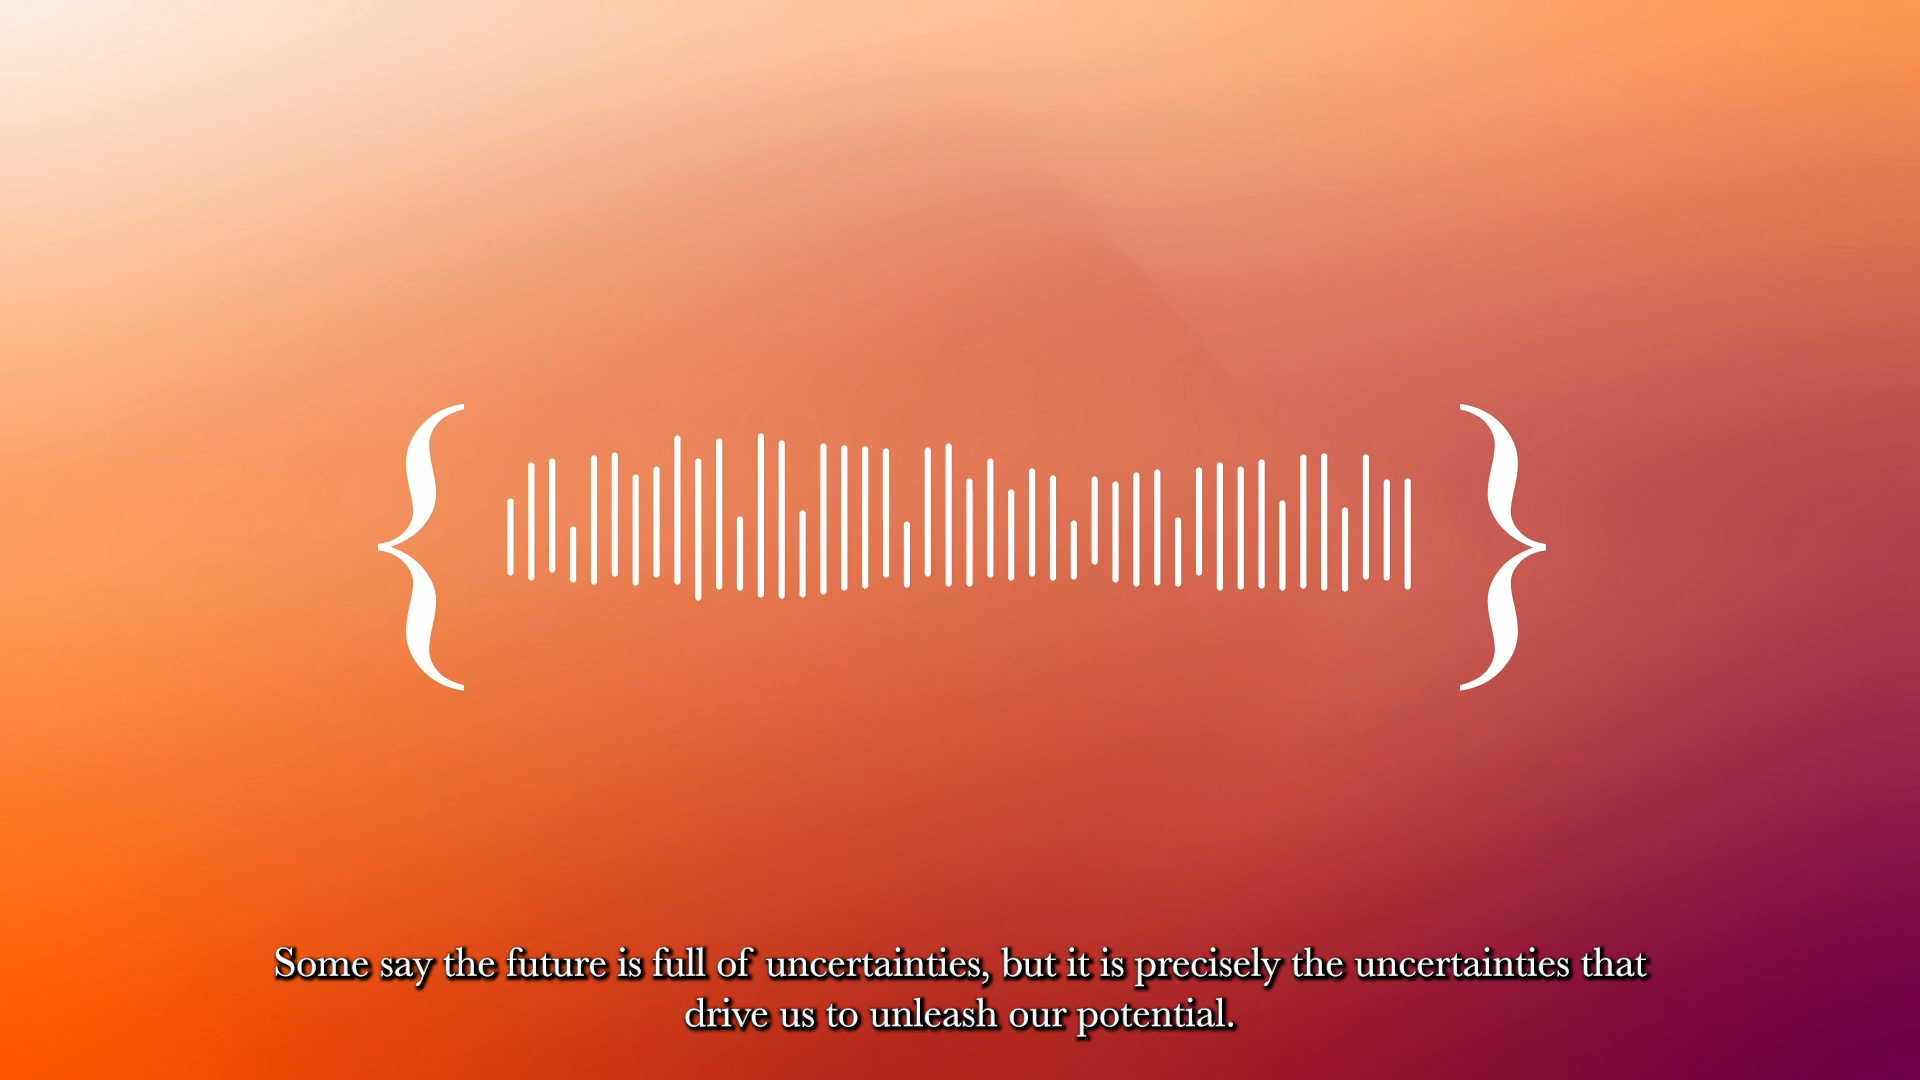 Some say the future is full of uncertainties, but it is precisely the uncertainties that
drive us to unleash our potential.